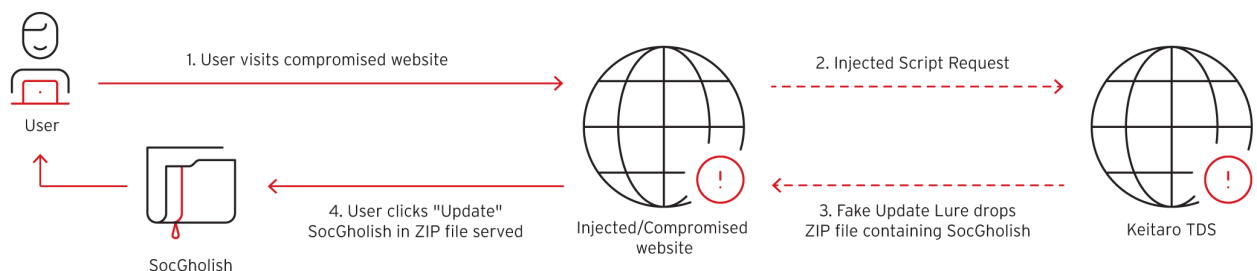 1. User visits compromised website
2. Injected Script Request
User
4. User clicks "Update"
SocGholish in ZIP file served
3. Fake Update Lure drops
ZIP file containing SocGholish
Injected/Compromised
website
Keitaro TDS
SocGholish